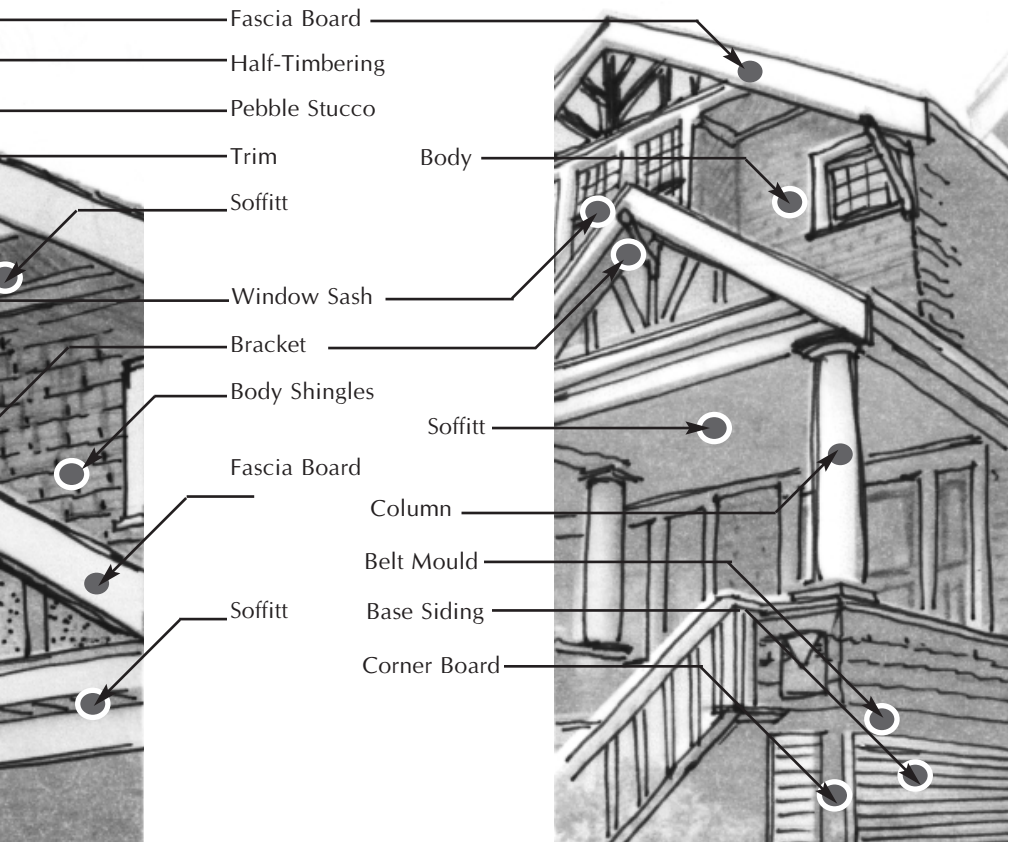 Fascia Board
Half-Timbering
Pebble Stucco
Trim
Body
Soffitt
Window Sash
Bracket
Body Shingles
Soffitt
Fascia Board
Column
Belt Mould
Base Siding
Soffitt
Corner Board